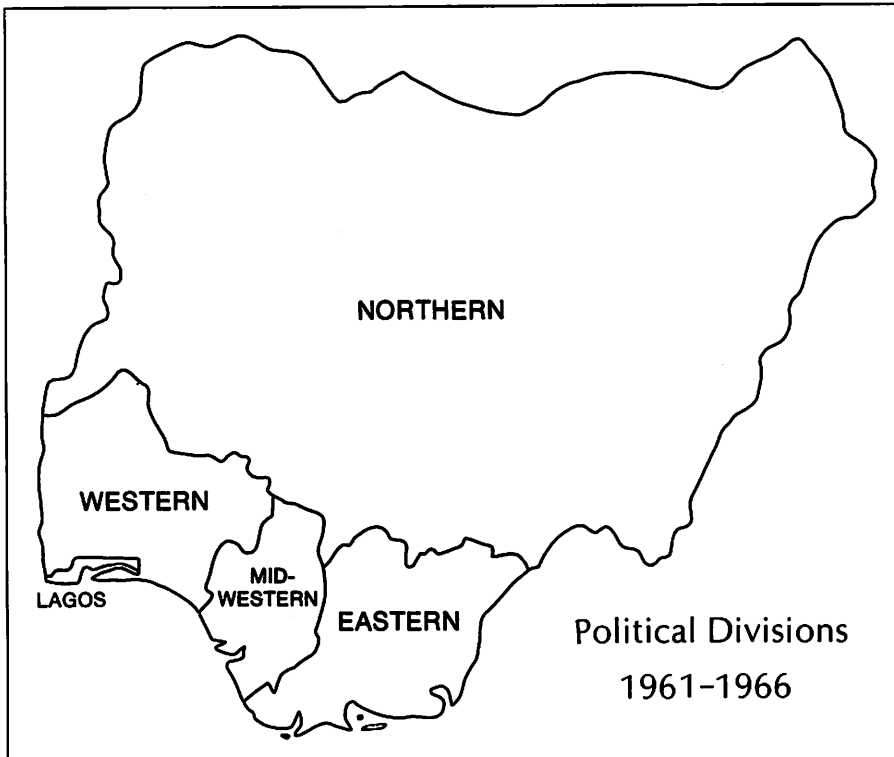 NORTHERN
WESTERN
LAGOS
MID-
WESTERN
EASTERN
Political Divisions
1961-1966